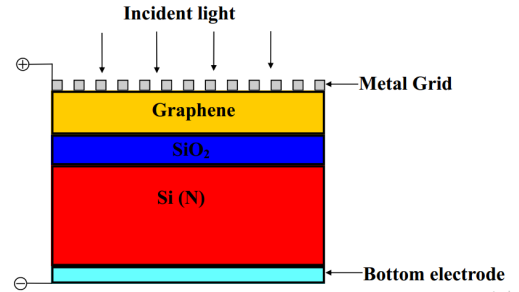 Incident light
⊕
Metal Grid
Graphene
SiO₂
Si (N)
Bottom electrode
⊖